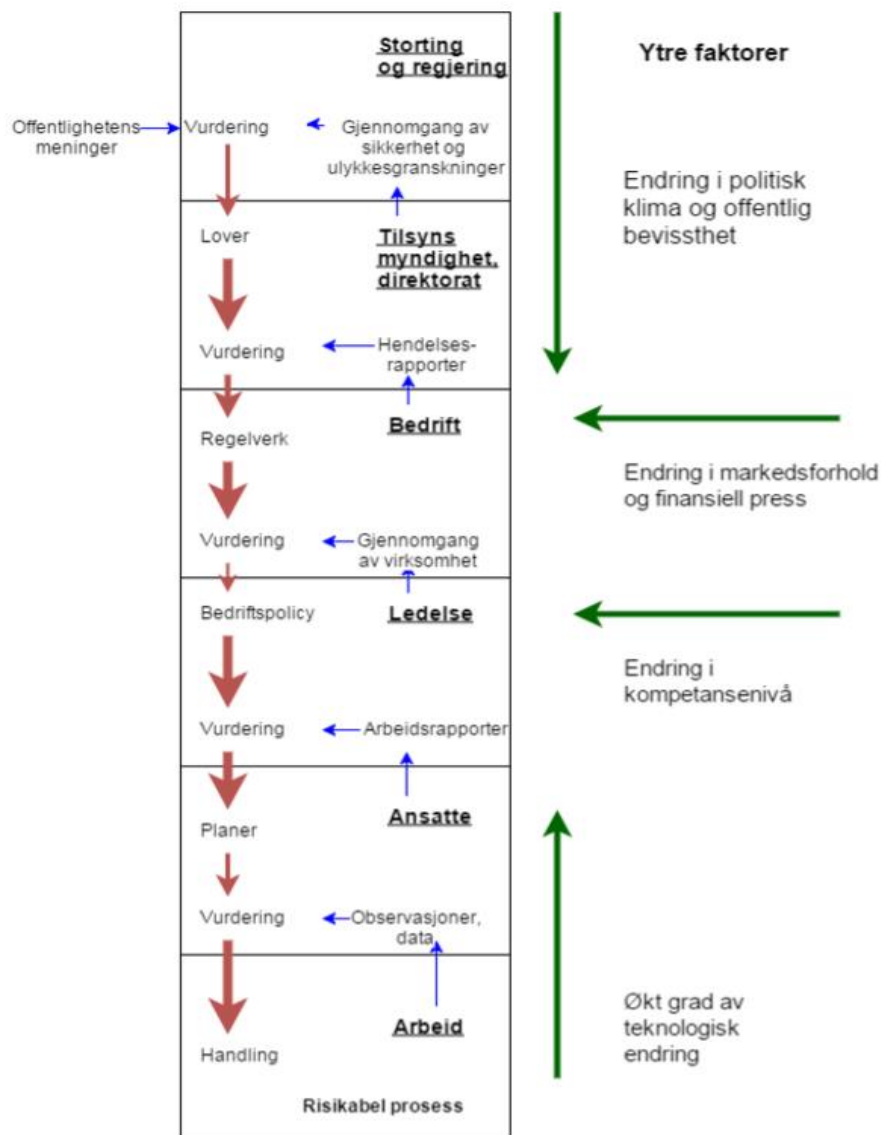 Storting
og regjering
Ytre faktorer
Offentlighetens
meninger
Vurdering
Gjennomgang av
sikkerhet og
ulykkesgranskninger
Endring i politisk
klima og offentlig
bevissthet
Lover
Tilsyns
myndighet,
direktorat
Vurdering
Hendelses-
rapporter
Bedrift
Regelverk
Endring i markedsforhold
og finansiell press
Vurdering
Gjennomgang
av virksomhet
Bedriftspolicy
Ledelse
Endring i
kompetansenivå
Vurdering
Arbeidsrapporter
Ansatte
Planer
Vurdering
Observasjoner,
data
Arbeid
Handling
Økt grad av
teknologisk
endring
Risikabel prosess